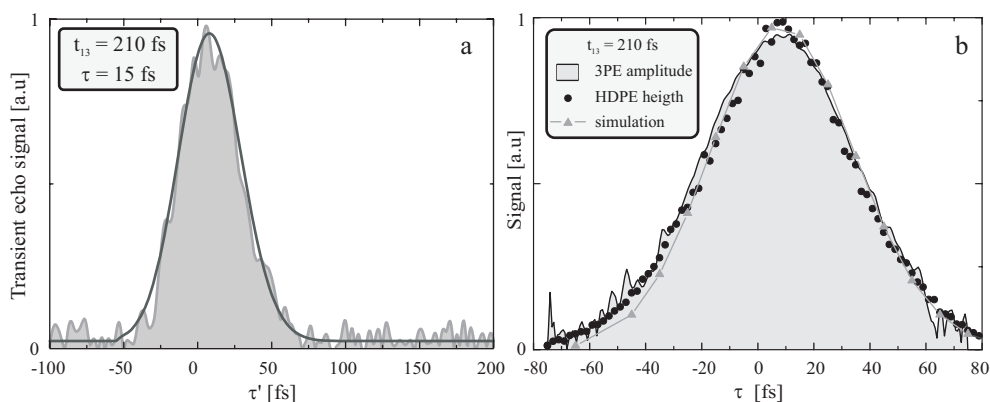 1
t₁₃ = 210 fs
τ = 15 fs
a
Transient echo signal [a.u]
0
-100 -50 0 50 100 150 200
τ' [fs]
1
t₁₃ = 210 fs
3PE amplitude
HDPE heigth
simulation
b
Signal [a.u]
0
-80 -60 -40 -20 0 20 40 60 80
τ [fs]